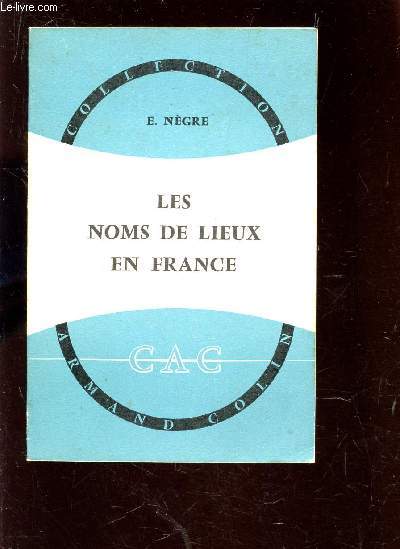 Le-livre.com
COLLECTION
E. NÈGRE
LES
NOMS DE LIEUX
EN FRANCE
CAC
ARMAND COLIN